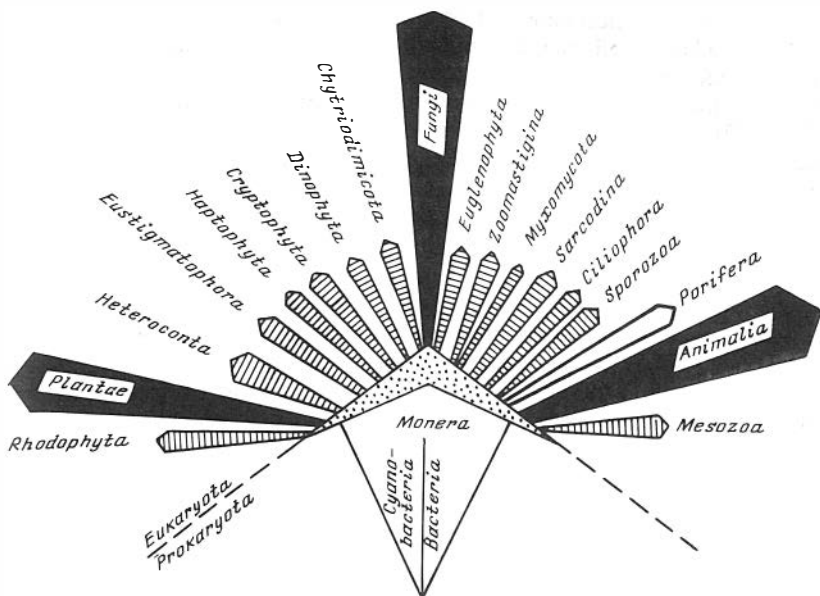 Chytriodimicota
Fungi
Euglenophyta
Zoomastigina
Myxomycota
Sarcodina
Ciliophora
Sporozoa
Porifera
Animalia
Mesozoa
Dinophyta
Cryptophyta
Haptophyta
Eustigmatophora
Heteroconta
Plantae
Rhodophyta
Monera
Cyano-
bacteria
Bacteria
Eukaryota
Prokaryota